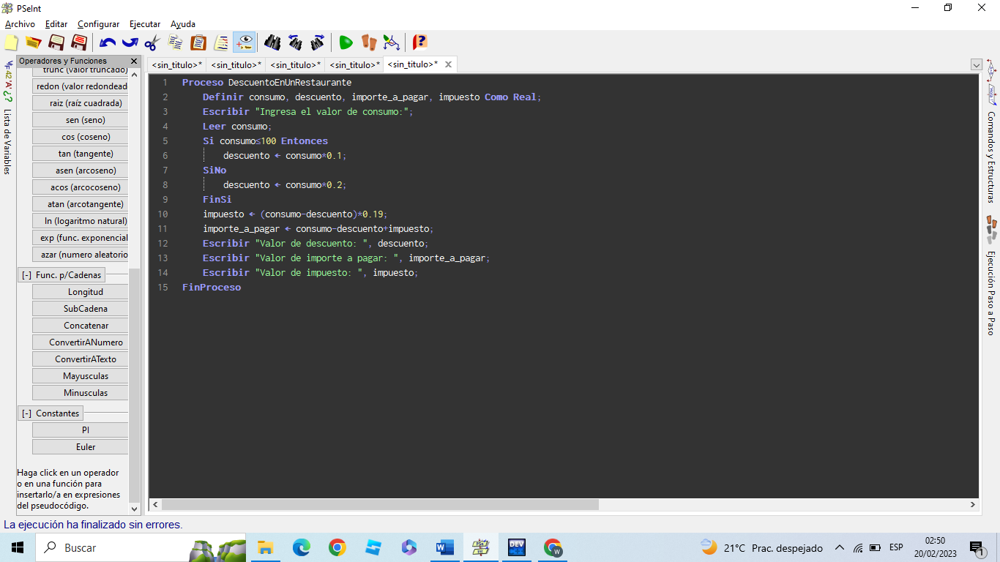 PSeInt
Archivo Editar Configurar Ejecutar Ayuda
Operadores y Funciones
trunc (valor truncado)
redon (valor redondead
raiz (raíz cuadrada)
sen (seno)
cos (coseno)
tan (tangente)
asen (arcoseno)
acos (arcocoseno)
atan (arcotangente)
ln (logaritmo natural)
exp (func. exponencial
azar (numero aleatorio
[-] Func. p/Cadenas
Longitud
SubCadena
Concatenar
ConvertirANumero
ConvertirATexto
Mayusculas
Minusculas
[-] Constantes
PI
Euler
Haga click en un operador
o en una función para
insertarlo/a en expresiones
del pseudocódigo.
Lista de Variables
<sin_titulo>* <sin_titulo>* <sin_titulo>* <sin_titulo>* <sin_titulo>*
1 Proceso DescuentoEnUnRestaurante
2 Definir consumo, descuento, importe_a_pagar, impuesto Como Real;
3 Escribir "Ingresa el valor de consumo:";
4 Leer consumo;
5 Si consumo≤100 Entonces
6 descuento ← consumo*0.1;
7 SiNo
8 descuento ← consumo*0.2;
9 FinSi
10 impuesto ← (consumo-descuento)*0.19;
11 importe_a_pagar ← consumo-descuento+impuesto;
12 Escribir "Valor de descuento: ", descuento;
13 Escribir "Valor de importe a pagar: ", importe_a_pagar;
14 Escribir "Valor de impuesto: ", impuesto;
15 FinProceso
Comandos y Estructuras
Ejecución Paso a Paso
La ejecución ha finalizado sin errores.
Buscar
DEV
W
21°C Prac. despejado
ESP
02:50
20/02/2023
1